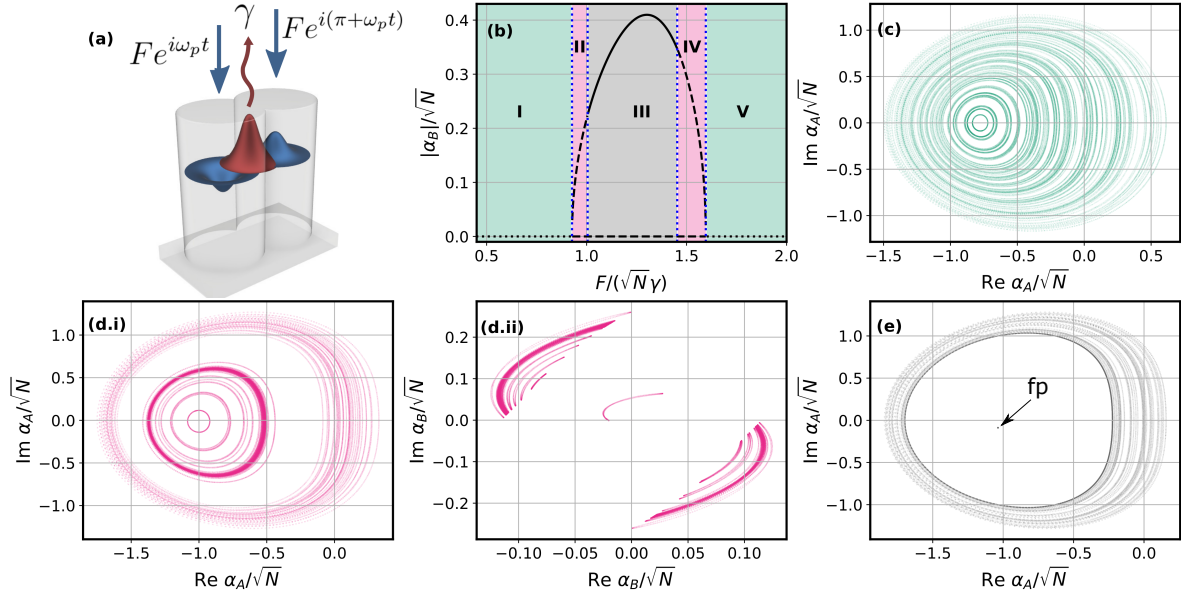 (a)
γ
Fe^{iω_p t}
Fe^{i(π+ω_p t)}
(b)
|α_B|/√N
0.4
0.3
0.2
0.1
0.0
I
II
III
IV
V
0.5
1.0
1.5
2.0
F/(√N γ)
(c)
Im α_A/√N
1.0
0.5
0.0
−0.5
−1.0
−1.5
−1.0
−0.5
0.0
0.5
Re α_A/√N
(d.i)
Im α_A/√N
1.0
0.5
0.0
−0.5
−1.0
−1.5
−1.0
−0.5
0.0
Re α_A/√N
(d.ii)
Im α_B/√N
0.2
0.1
0.0
−0.1
−0.2
−0.10
−0.05
0.00
0.05
0.10
Re α_B/√N
(e)
Im α_A/√N
1.0
0.5
0.0
−0.5
−1.0
fp
−1.5
−1.0
−0.5
0.0
Re α_A/√N